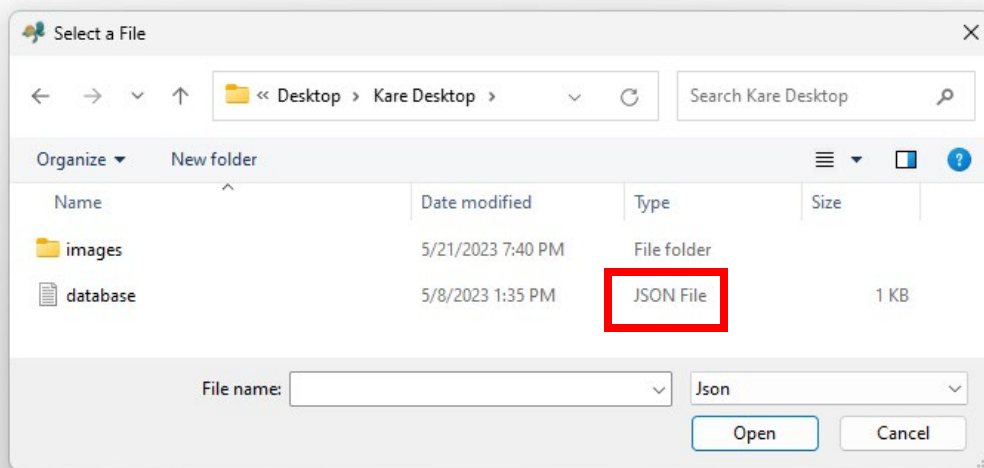 Select a File
« Desktop > Kare Desktop >
Search Kare Desktop
Organize
New folder
Name Date modified Type Size
images 5/21/2023 7:40 PM File folder
database 5/8/2023 1:35 PM JSON File 1 KB
File name:
Json
Open Cancel